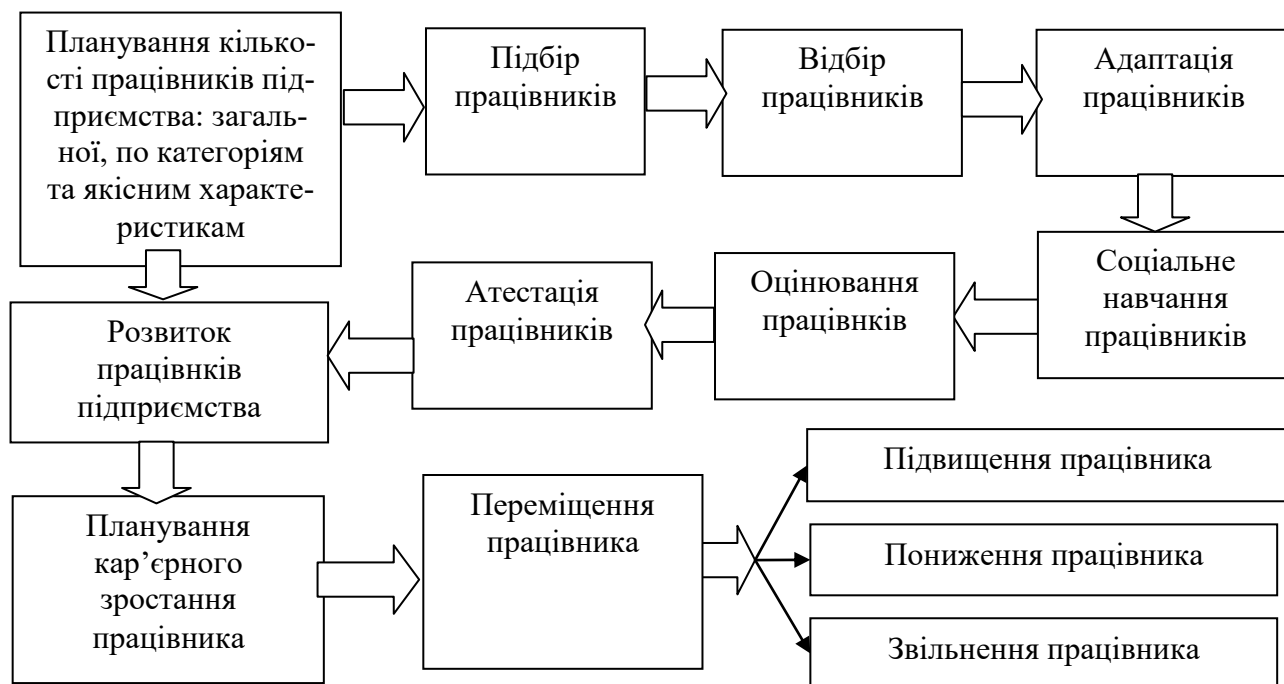 Планування кілько-
сті працівників під-
приємства: загаль-
ної, по категоріям
та якісним характе-
ристикам
Підбір
працівників
Відбір
працівників
Адаптація
працівників
Соціальне
навчання
працівників
Оцінювання
працівнків
Атестація
працівників
Розвиток
працівнків
підприємства
Планування
кар’єрного
зростання
працівника
Переміщення
працівника
Підвищення працівника
Пониження працівника
Звільнення працівника